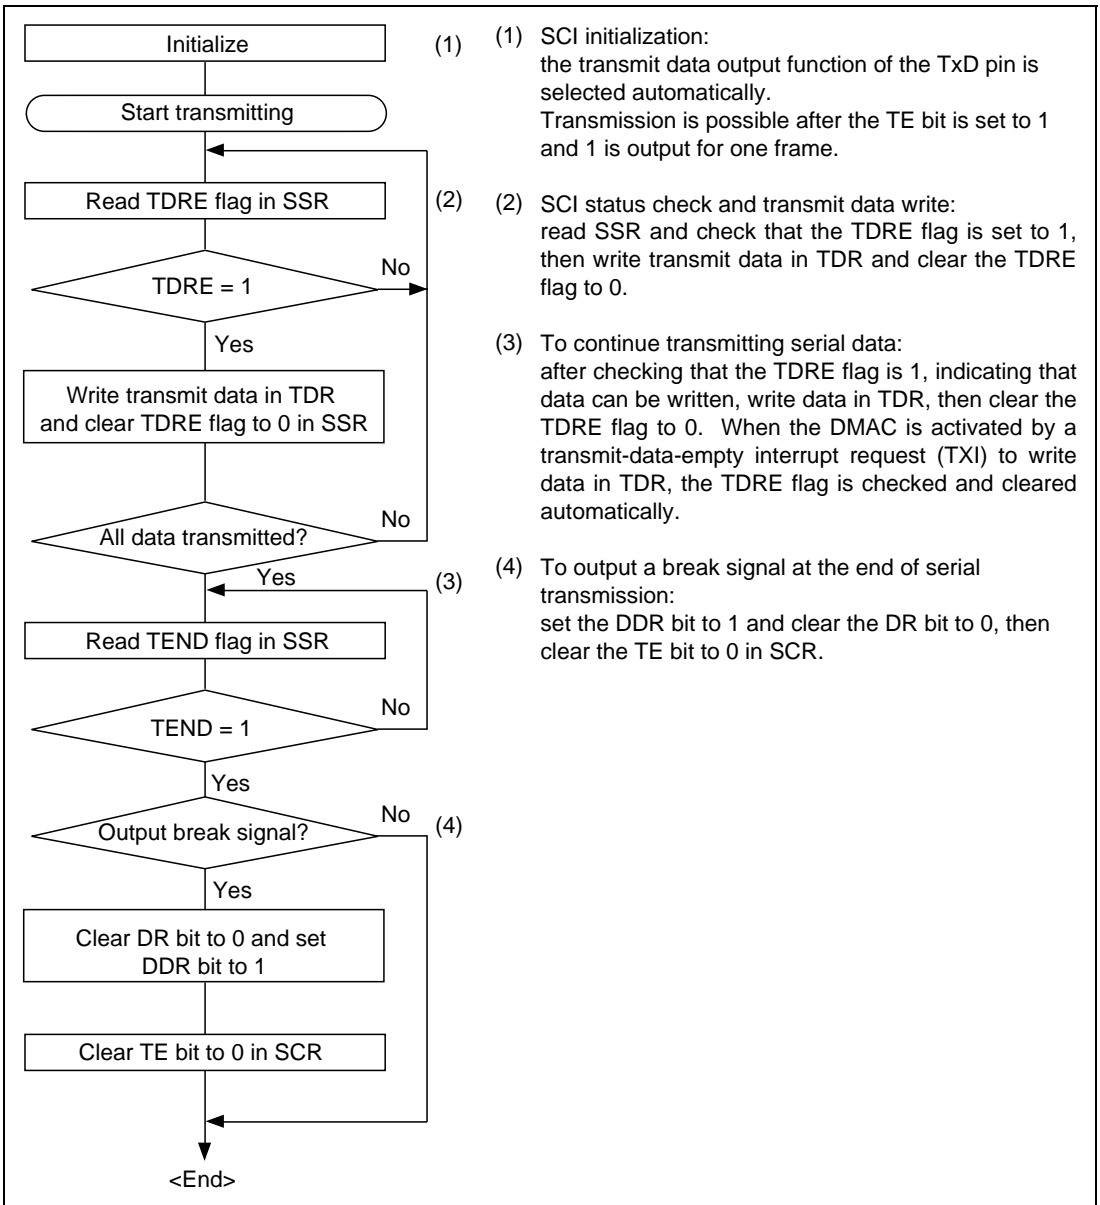 Initialize
(1)
Start transmitting
Read TDRE flag in SSR
(2)
TDRE = 1
No
Yes
Write transmit data in TDR
and clear TDRE flag to 0 in SSR
All data transmitted?
No
Yes
(3)
Read TEND flag in SSR
TEND = 1
No
Yes
Output break signal?
No
(4)
Yes
Clear DR bit to 0 and set
DDR bit to 1
Clear TE bit to 0 in SCR
<End>
(1) SCI initialization:
the transmit data output function of the TxD pin is
selected automatically.
Transmission is possible after the TE bit is set to 1
and 1 is output for one frame.
(2) SCI status check and transmit data write:
read SSR and check that the TDRE flag is set to 1,
then write transmit data in TDR and clear the TDRE
flag to 0.
(3) To continue transmitting serial data:
after checking that the TDRE flag is 1, indicating that
data can be written, write data in TDR, then clear the
TDRE flag to 0. When the DMAC is activated by a
transmit-data-empty interrupt request (TXI) to write
data in TDR, the TDRE flag is checked and cleared
automatically.
(4) To output a break signal at the end of serial
transmission:
set the DDR bit to 1 and clear the DR bit to 0, then
clear the TE bit to 0 in SCR.